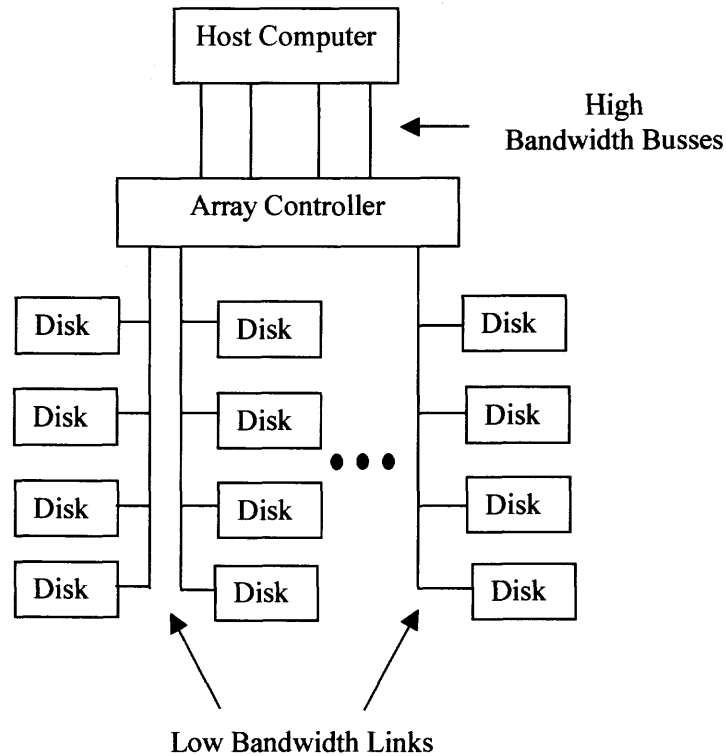 Host Computer
High
Bandwidth Busses
Array Controller
Disk
Disk
Disk
Disk
Disk
Disk
Disk
Disk
Disk
Disk
Disk
Disk
Low Bandwidth Links